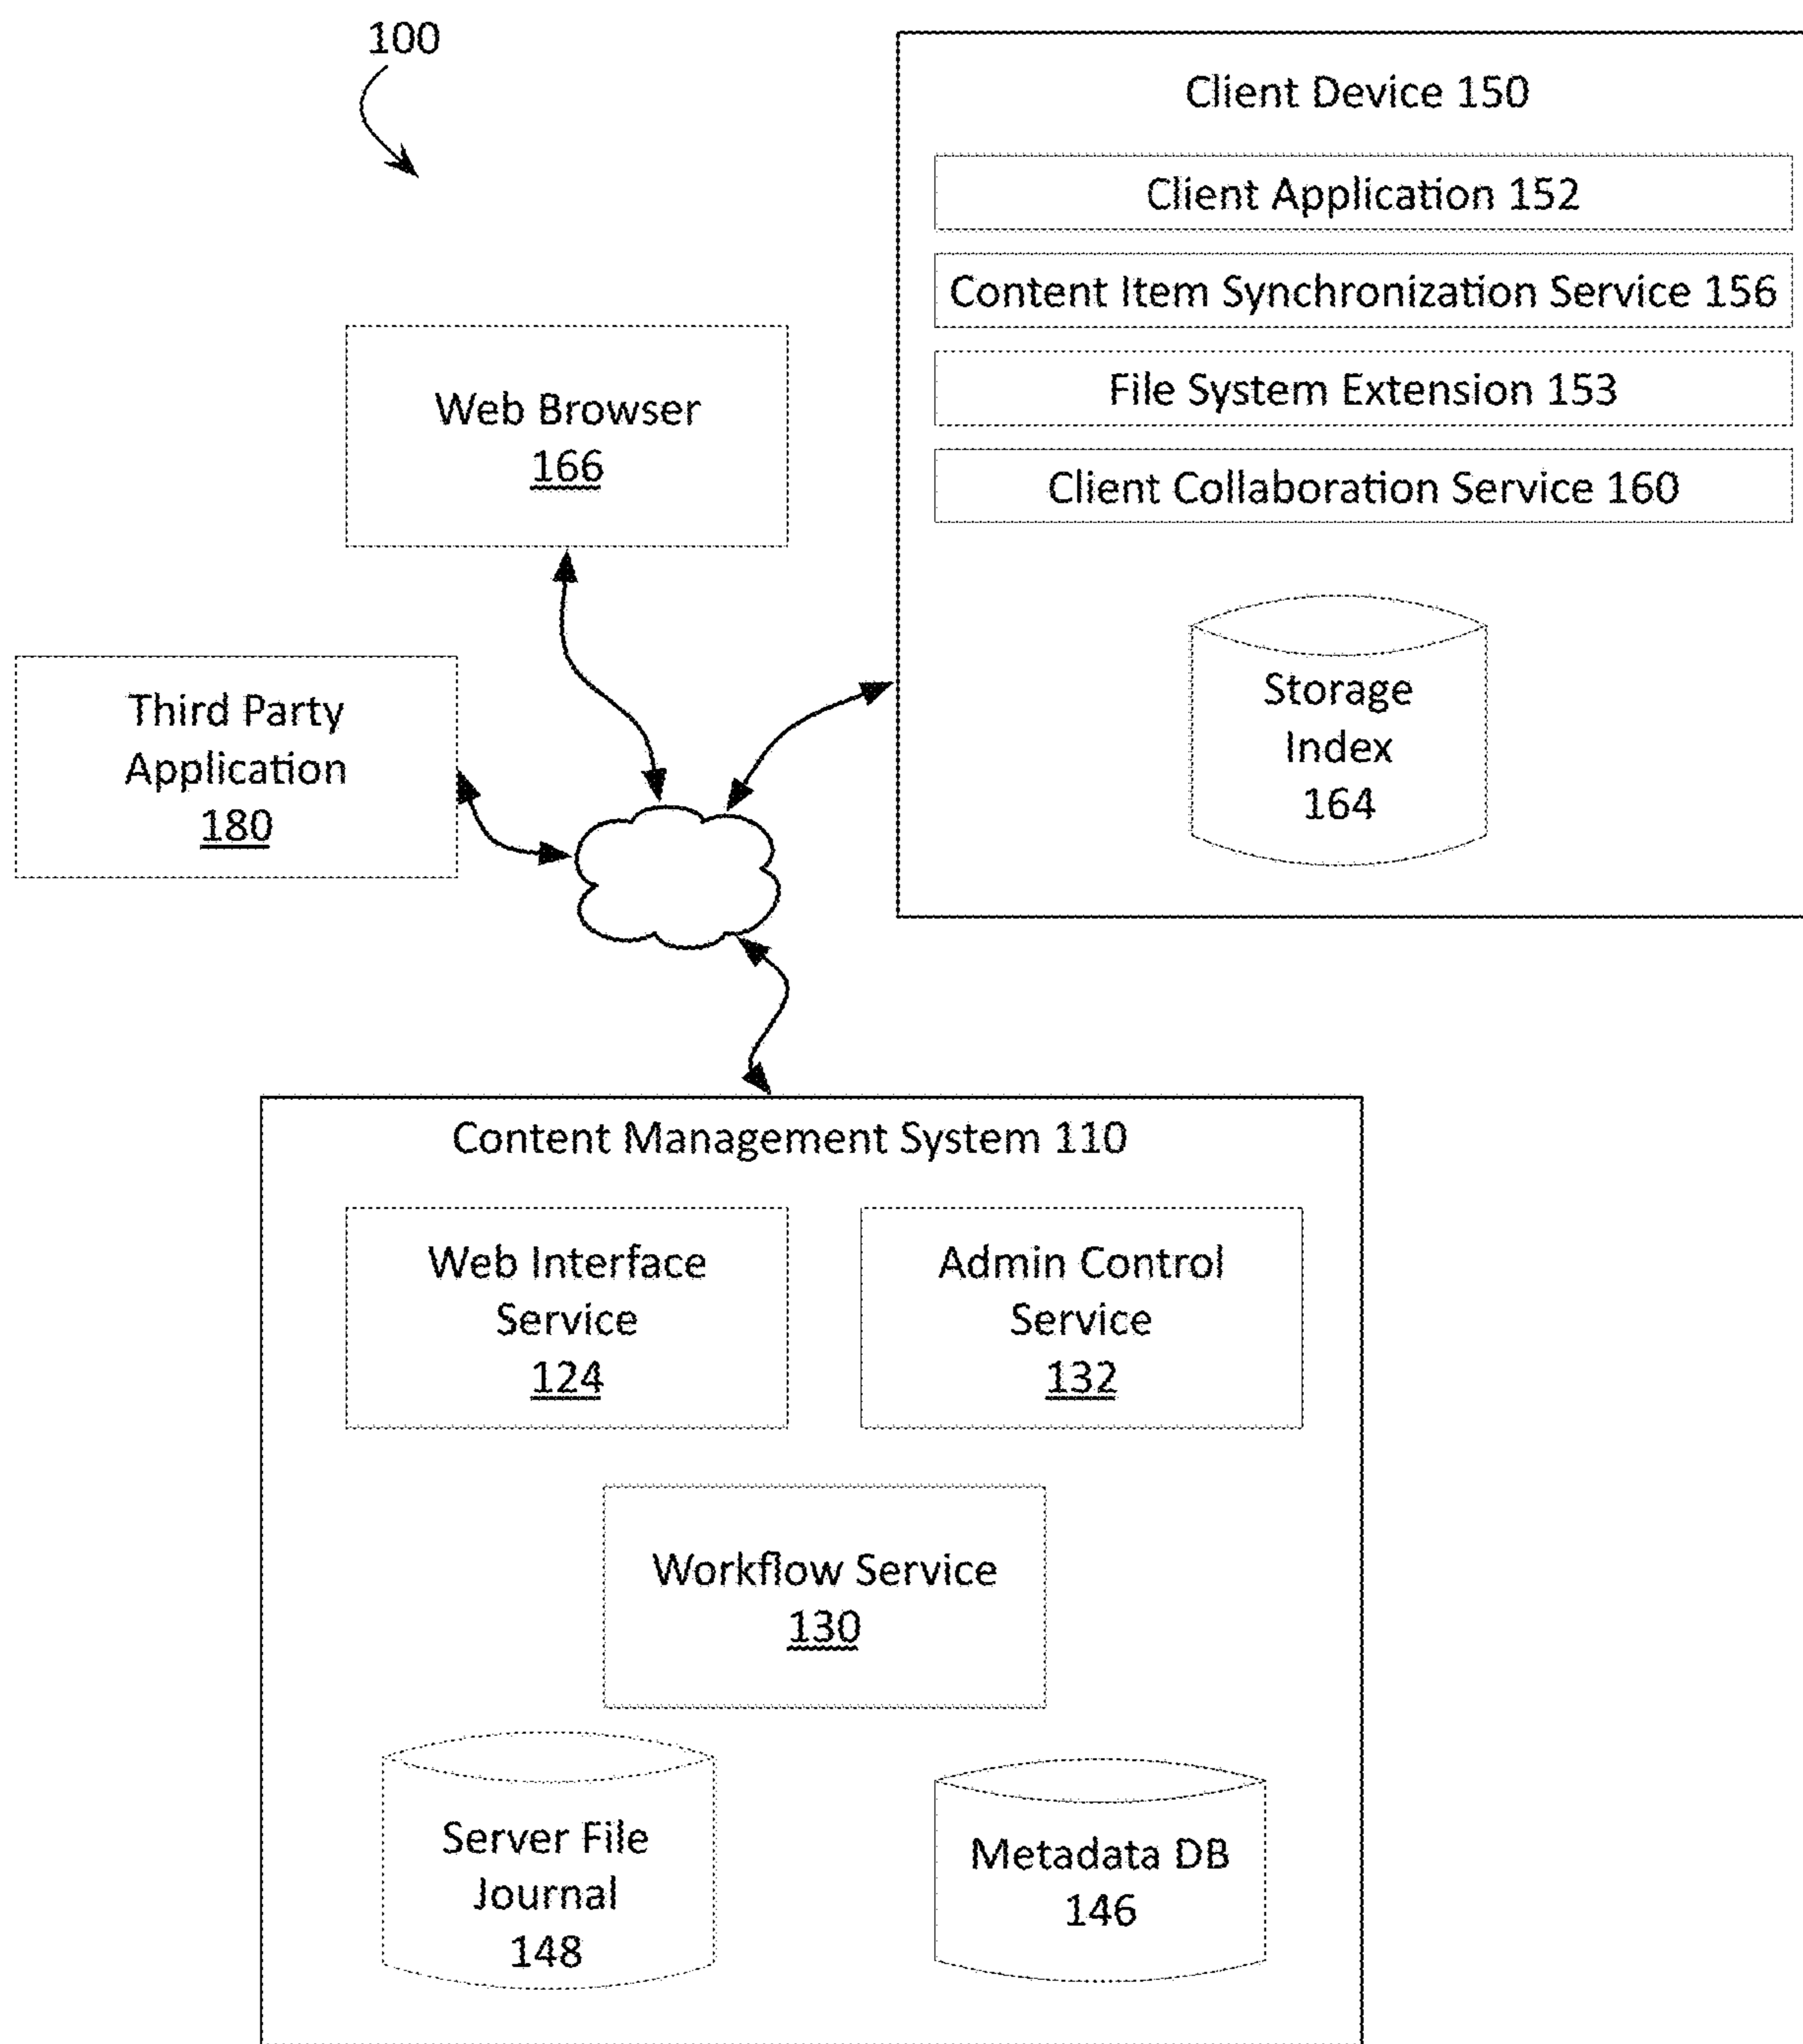 100
Client Device 150
Client Application 152
Content Item Synchronization Service 156
File System Extension 153
Client Collaboration Service 160
Storage
Index
164
Web Browser
166
Third Party
Application
180
Content Management System 110
Web Interface
Service
124
Admin Control
Service
132
Workflow Service
130
Server File
Journal
148
Metadata DB
146